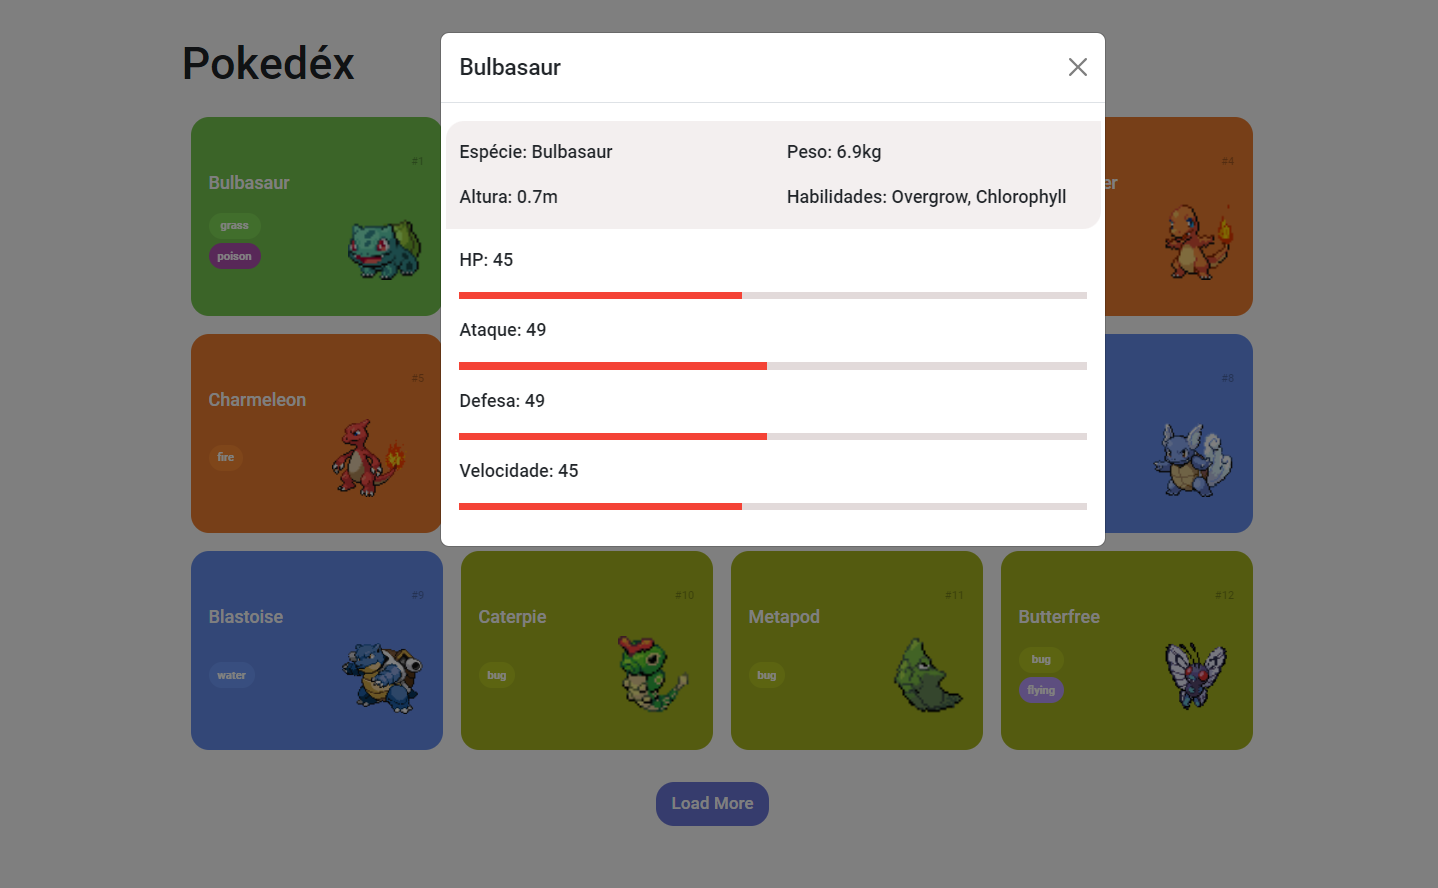 Pokedéx
Bulbasaur
Espécie: Bulbasaur
Peso: 6.9kg
Altura: 0.7m
Habilidades: Overgrow, Chlorophyll
HP: 45
Ataque: 49
Defesa: 49
Velocidade: 45
#1
Bulbasaur
grass
poison
#4
er
#5
Charmeleon
fire
#8
#9
Blastoise
water
#10
Caterpie
bug
#11
Metapod
bug
#12
Butterfree
bug
flying
Load More